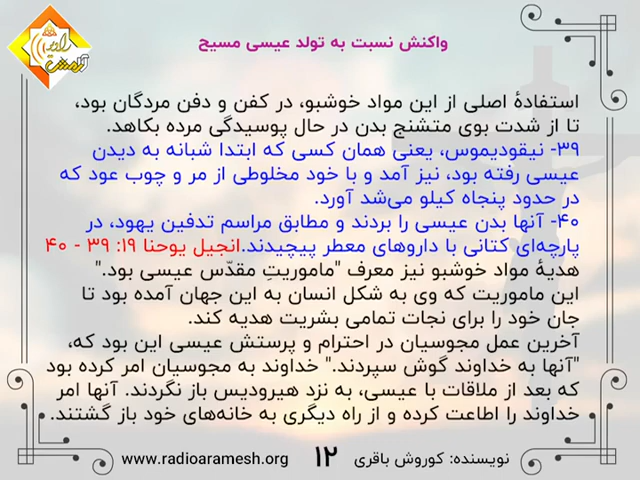 رادیو
آرامش
واکنش نسبت به تولد عیسی مسیح
استفادهٔ اصلی از این مواد خوشبو، در کفن و دفن مردگان بود،
تا از شدت بوی متشنج بدن در حال پوسیدگی مرده بکاهد.
۳۹- نیقودیموس، یعنی همان کسی که ابتدا شبانه به دیدن
عیسی رفته بود، نیز آمد و با خود مخلوطی از مر و چوب عود که
در حدود پنجاه کیلو می‌شد آورد.
۴۰- آنها بدن عیسی را بردند و مطابق مراسم تدفین یهود، در
پارچه‌ای کتانی با داروهای معطر پیچیدند.انجیل یوحنا ۱۹: ۳۹ - ۴۰
هدیهٔ مواد خوشبو نیز معرف "ماموریتِ مقدّس عیسی بود."
این ماموریت که وی به شکل انسان به این جهان آمده بود تا
جان خود را برای نجات تمامی بشریت هدیه کند.
آخرین عمل مجوسیان در احترام و پرستش عیسی این بود که،
"آنها به خداوند گوش سپردند." خداوند به مجوسیان امر کرده بود
که بعد از ملاقات با عیسی، به نزد هیرودیس باز نگردند. آنها امر
خداوند را اطاعت کرده و از راه دیگری به خانه‌های خود باز گشتند.
نویسنده: کوروش باقری ۱۲ www.radioaramesh.org